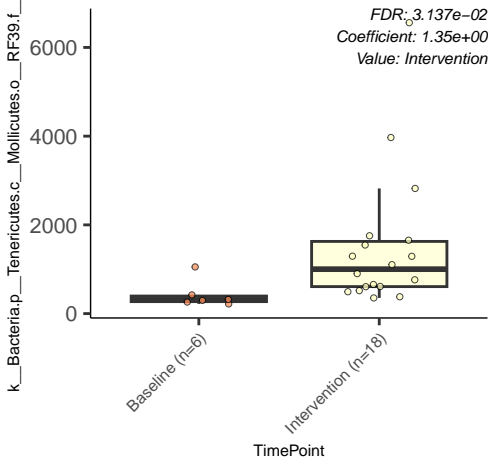 FDR: 3.137e−02
Coefficient: 1.35e+00
Value: Intervention
k__Bacteria.p__Tenericutes.c__Mollicutes.o__RF39.f_
6000
4000
2000
0
Baseline (n=6)
Intervention (n=18)
TimePoint